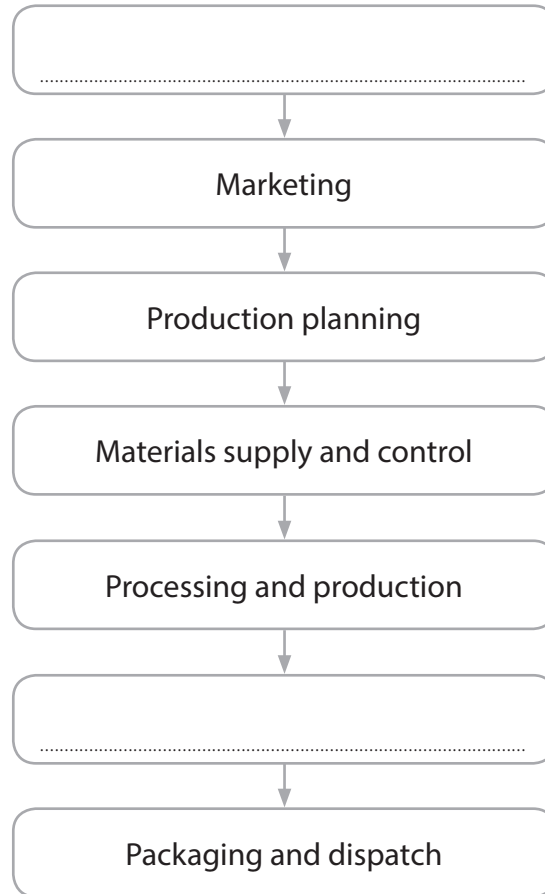 Marketing
Production planning
Materials supply and control
Processing and production
Packaging and dispatch